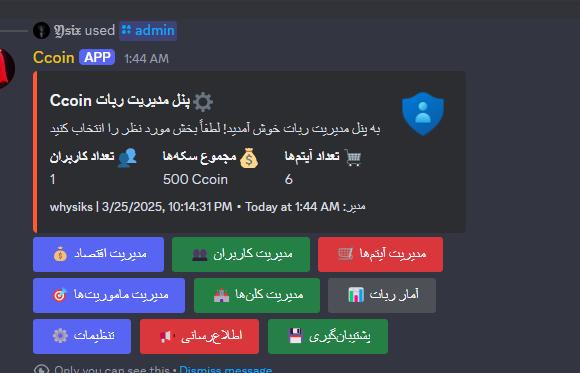 used admin
Ccoin APP 1:44 AM
پنل مدیریت ربات Ccoin
به پنل مدیریت ربات خوش آمدید! لطفاً بخش مورد نظر را انتخاب کنید
تعداد کاربران
1
مجموع سکه‌ها
500 Ccoin
تعداد آیتم‌ها
6
مدیر: whysiks | 3/25/2025, 10:14:31 PM • Today at 1:44 AM
مدیریت اقتصاد
مدیریت کاربران
مدیریت آیتم‌ها
مدیریت ماموریت‌ها
مدیریت کلن‌ها
آمار ربات
تنظیمات
اطلاع‌رسانی
پشتیبان‌گیری
Only you can see this • Dismiss message